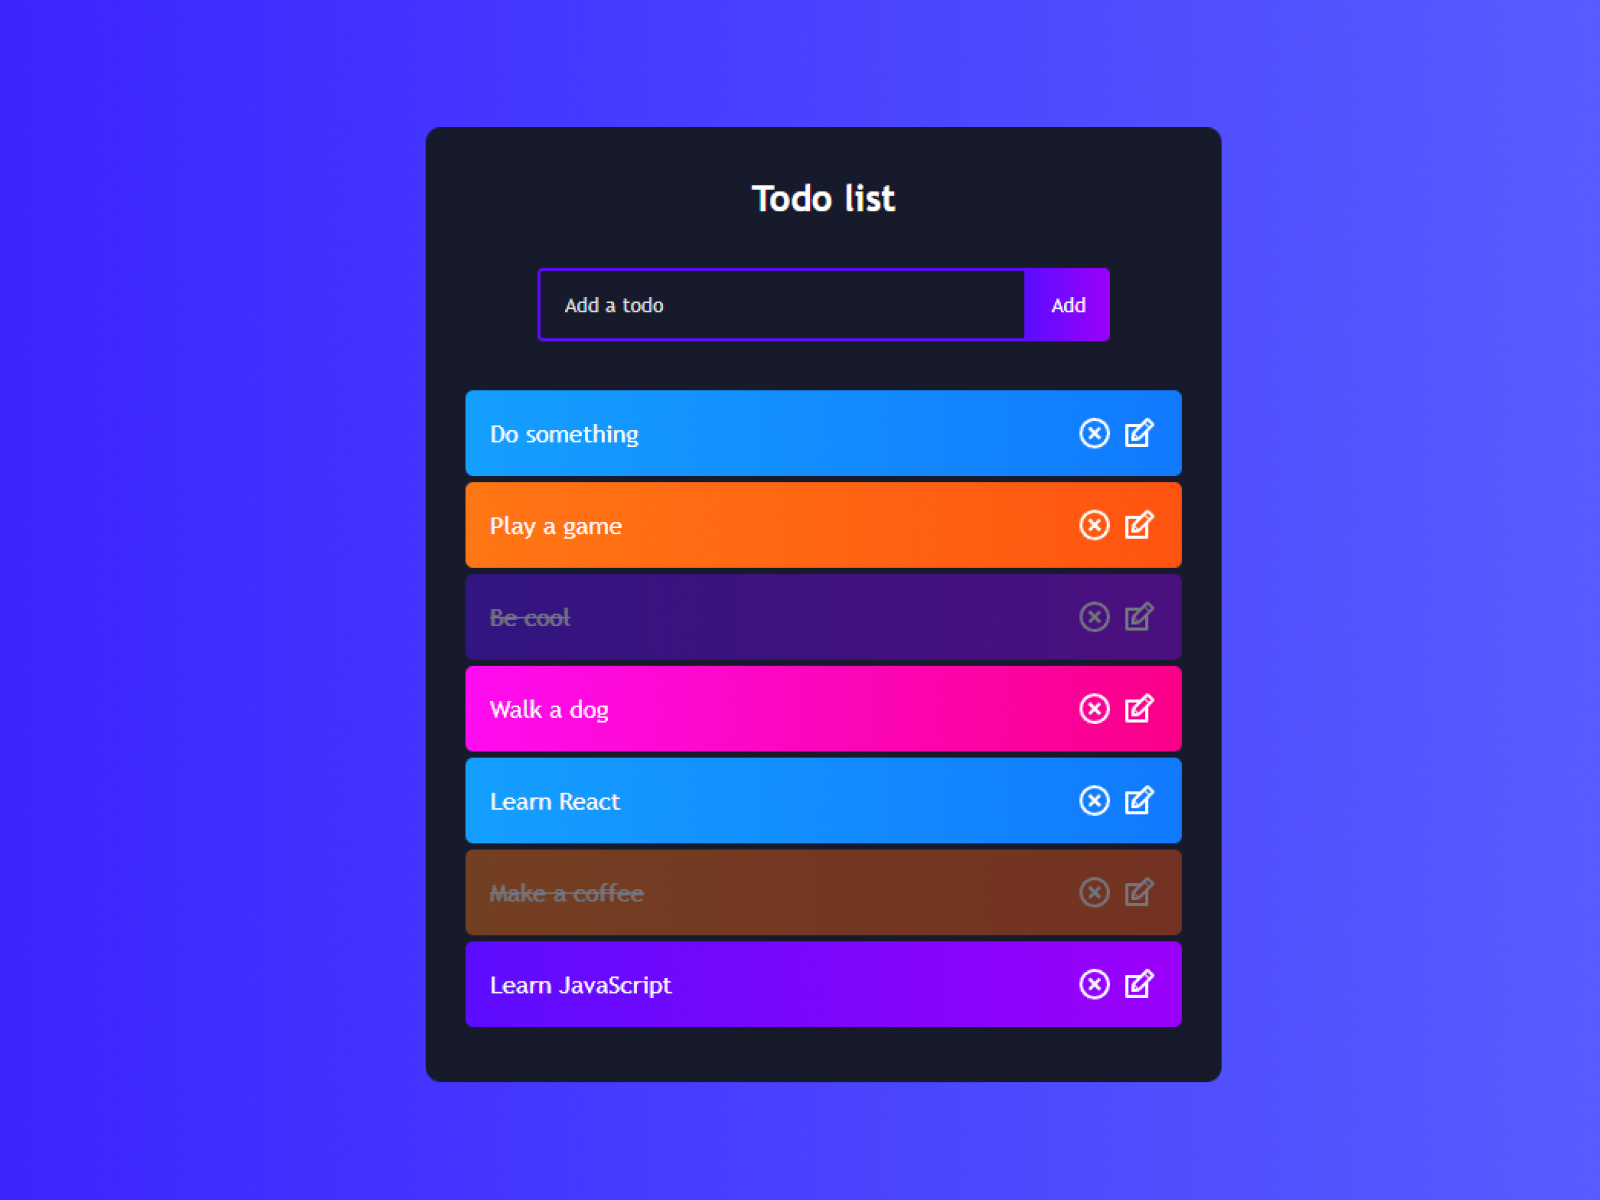 Todo list
Add a todo
Add
Do something
Play a game
Be cool
Walk a dog
Learn React
Make a coffee
Learn JavaScript